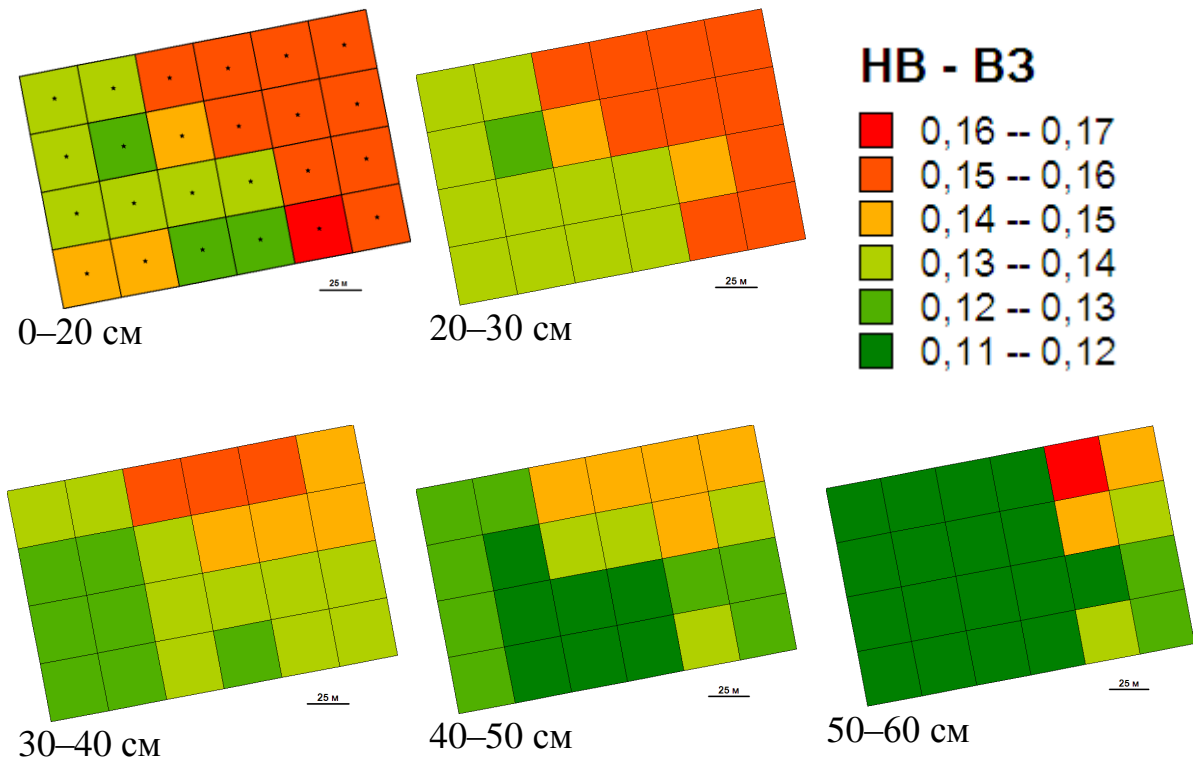 НВ - ВЗ
0,16 -- 0,17
0,15 -- 0,16
0,14 -- 0,15
0,13 -- 0,14
0,12 -- 0,13
0,11 -- 0,12
25 м
25 м
0–20 см
20–30 см
25 м
25 м
25 м
30–40 см
40–50 см
50–60 см